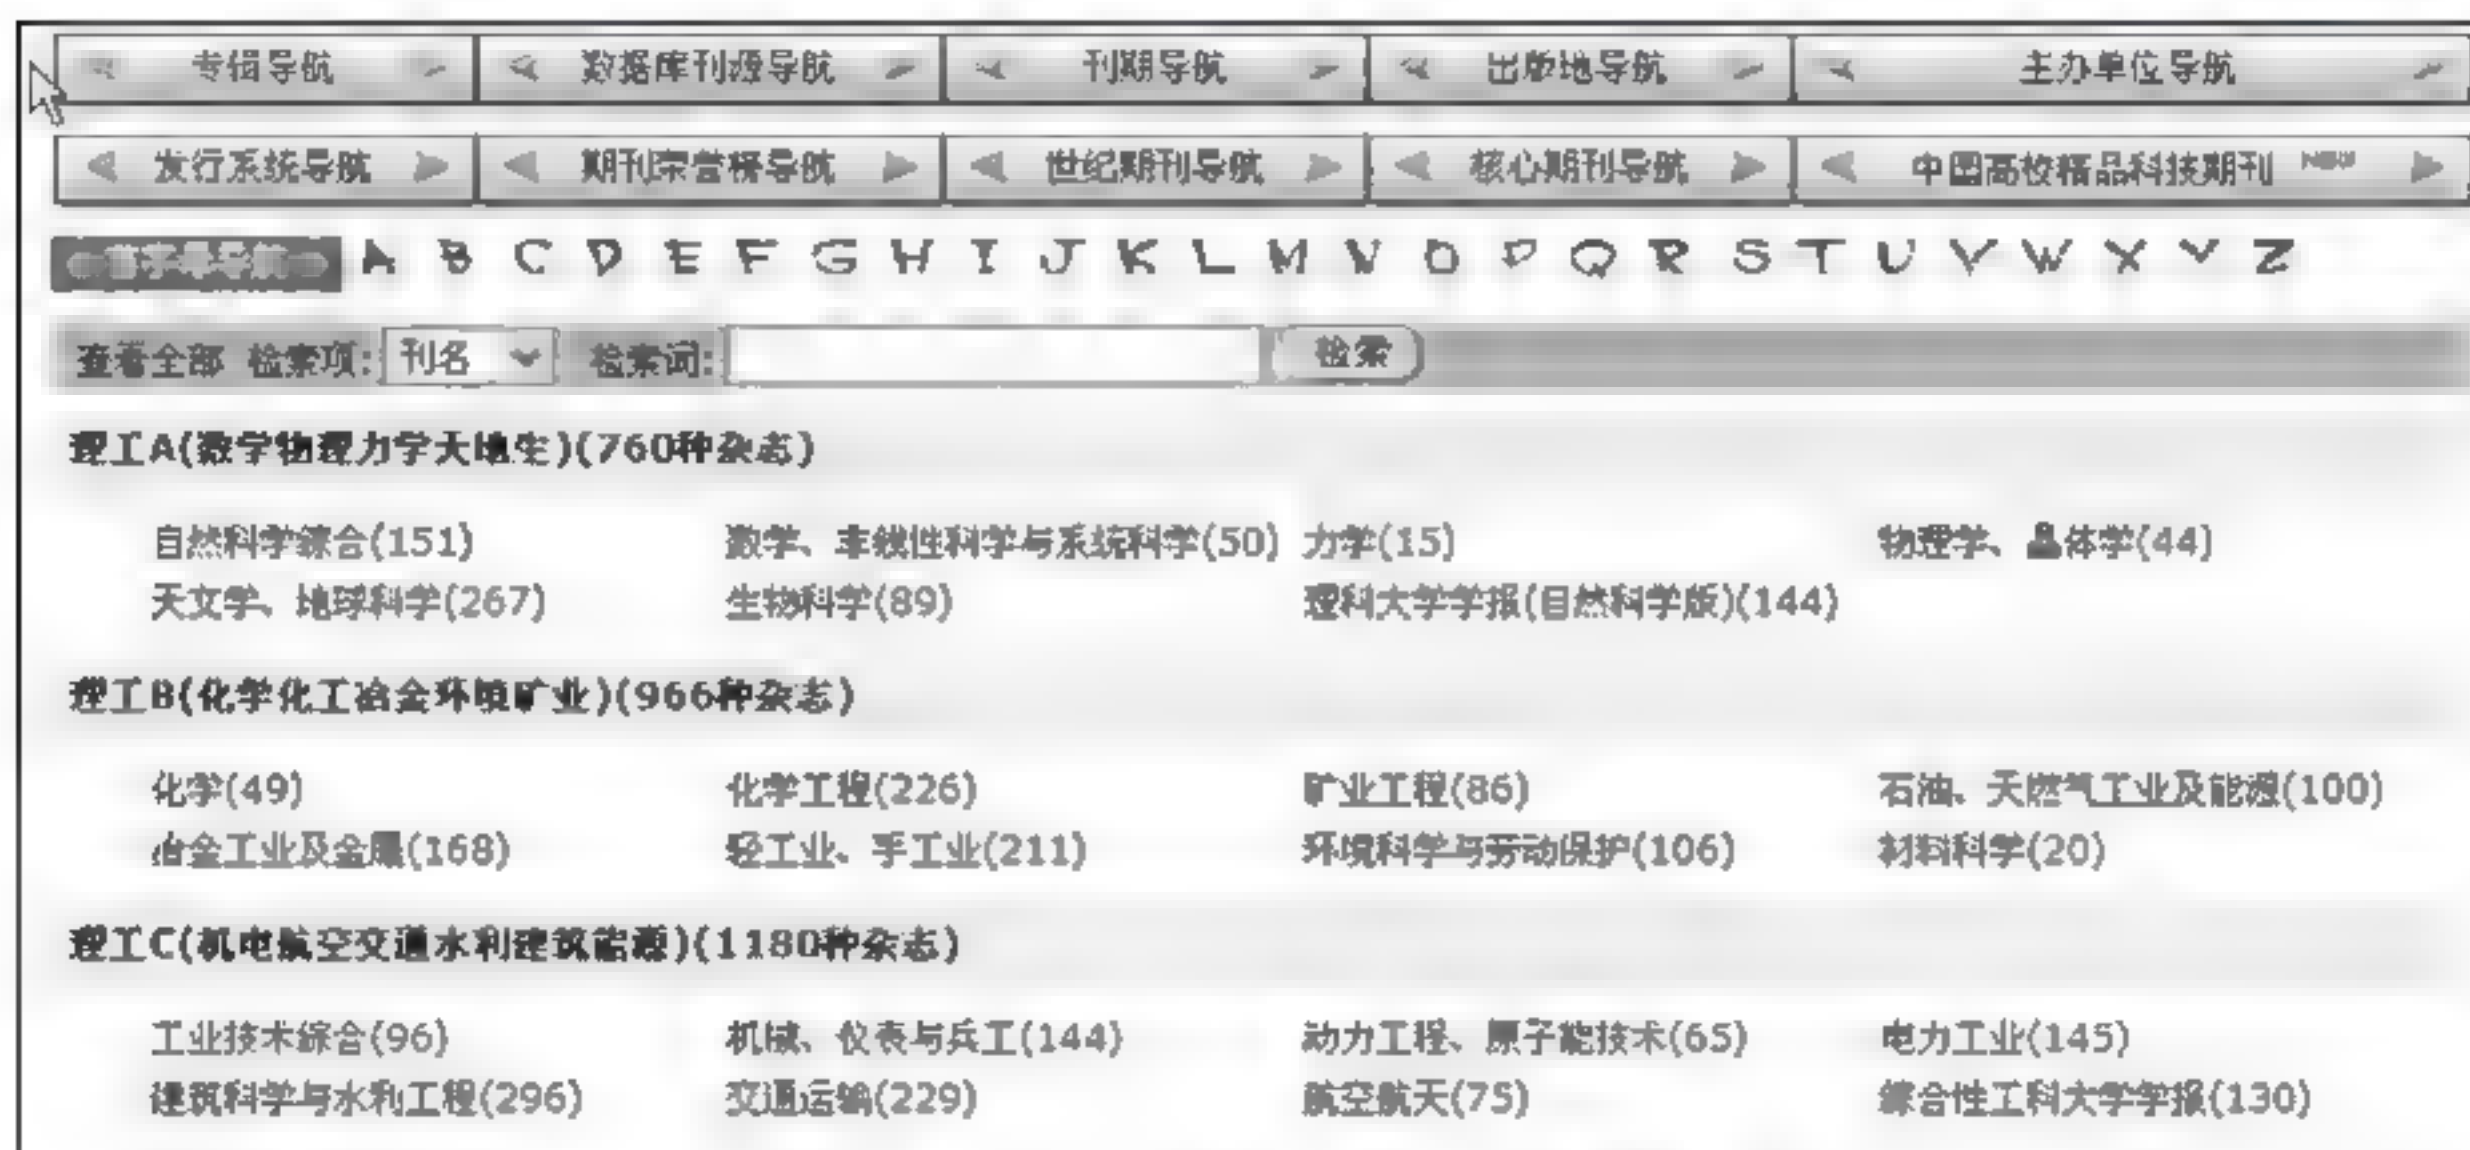 专辑导航 数据库刊源导航 刊期导航 出版地导航 主办单位导航
发行系统导航 期刊荣誉榜导航 世纪期刊导航 核心期刊导航 中国高校精品科技期刊 NEW
首字母导航 A B C D E F G H I J K L M N O P Q R S T U V W X Y Z
查看全部 检索项: 刊名 检索词: 检索
理工A(数学物理力学天地生)(760种杂志)
自然科学综合(151) 数学、非线性科学与系统科学(50) 力学(15) 物理学、晶体学(44)
天文学、地球科学(267) 生物科学(89) 理科大学学报(自然科学版)(144)
理工B(化学化工冶金环境矿业)(966种杂志)
化学(49) 化学工程(226) 矿业工程(86) 石油、天然气工业及能源(100)
冶金工业及金属(168) 轻工业、手工业(211) 环境科学与劳动保护(106) 材料科学(20)
理工C(机电航空交通水利建筑能源)(1180种杂志)
工业技术综合(96) 机械、仪表与兵工(144) 动力工程、原子能技术(65) 电力工业(145)
建筑科学与水利工程(296) 交通运输(229) 航空航天(75) 综合性工科大学学报(130)